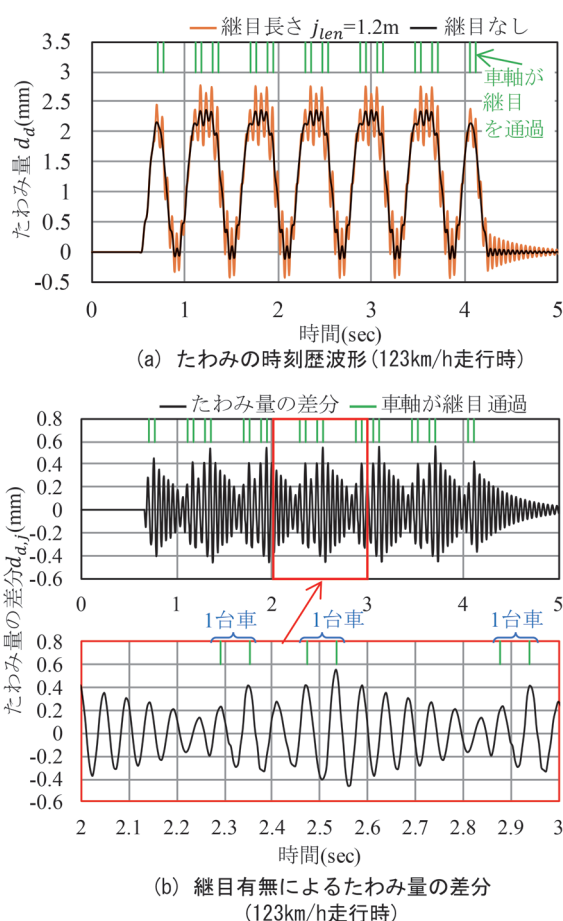 継目長さ jlen=1.2m 継目なし
3.5
3
2.5
2
1.5
1
0.5
0
-0.5
たわみ量 dd(mm)
車軸が
継目
を通過
0 1 2 3 4 5
時間(sec)
(a) たわみの時刻歴波形(123km/h走行時)
たわみ量の差分 車軸が継目通過
0.8
0.6
0.4
0.2
0
-0.2
-0.4
-0.6
たわみ量の差分dd,j(mm)
0 1 2 3 4 5
1台車 1台車 1台車
0.8
0.6
0.4
0.2
0
-0.2
-0.4
-0.6
2 2.1 2.2 2.3 2.4 2.5 2.6 2.7 2.8 2.9 3
時間(sec)
(b) 継目有無によるたわみ量の差分
(123km/h走行時)